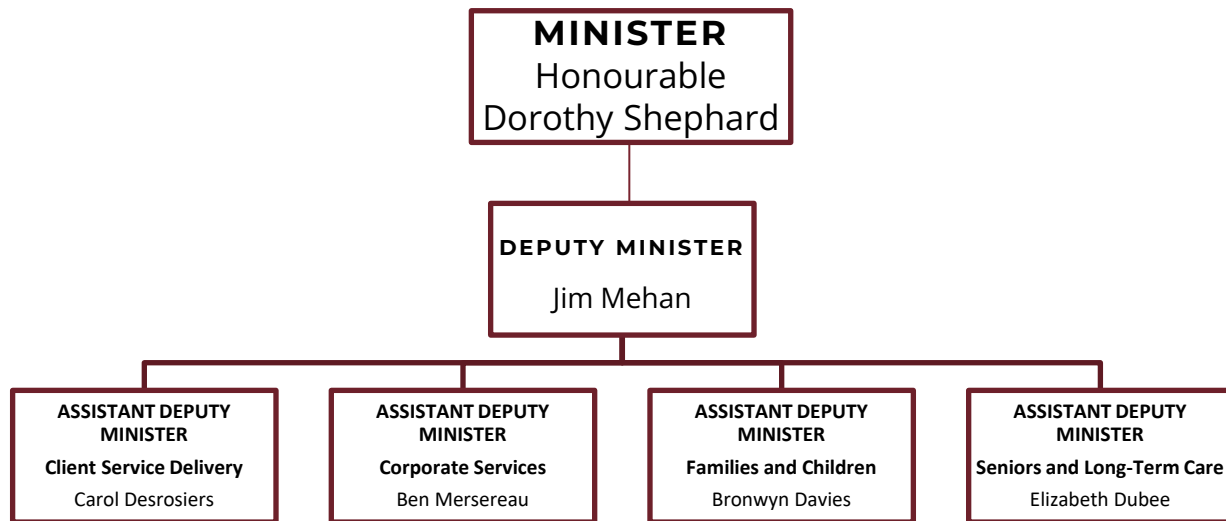 MINISTER
Honourable
Dorothy Shephard
DEPUTY MINISTER
Jim Mehan
ASSISTANT DEPUTY
MINISTER
Client Service Delivery
Carol Desrosiers
ASSISTANT DEPUTY
MINISTER
Corporate Services
Ben Mersereau
ASSISTANT DEPUTY
MINISTER
Families and Children
Bronwyn Davies
ASSISTANT DEPUTY
MINISTER
Seniors and Long-Term Care
Elizabeth Dubee